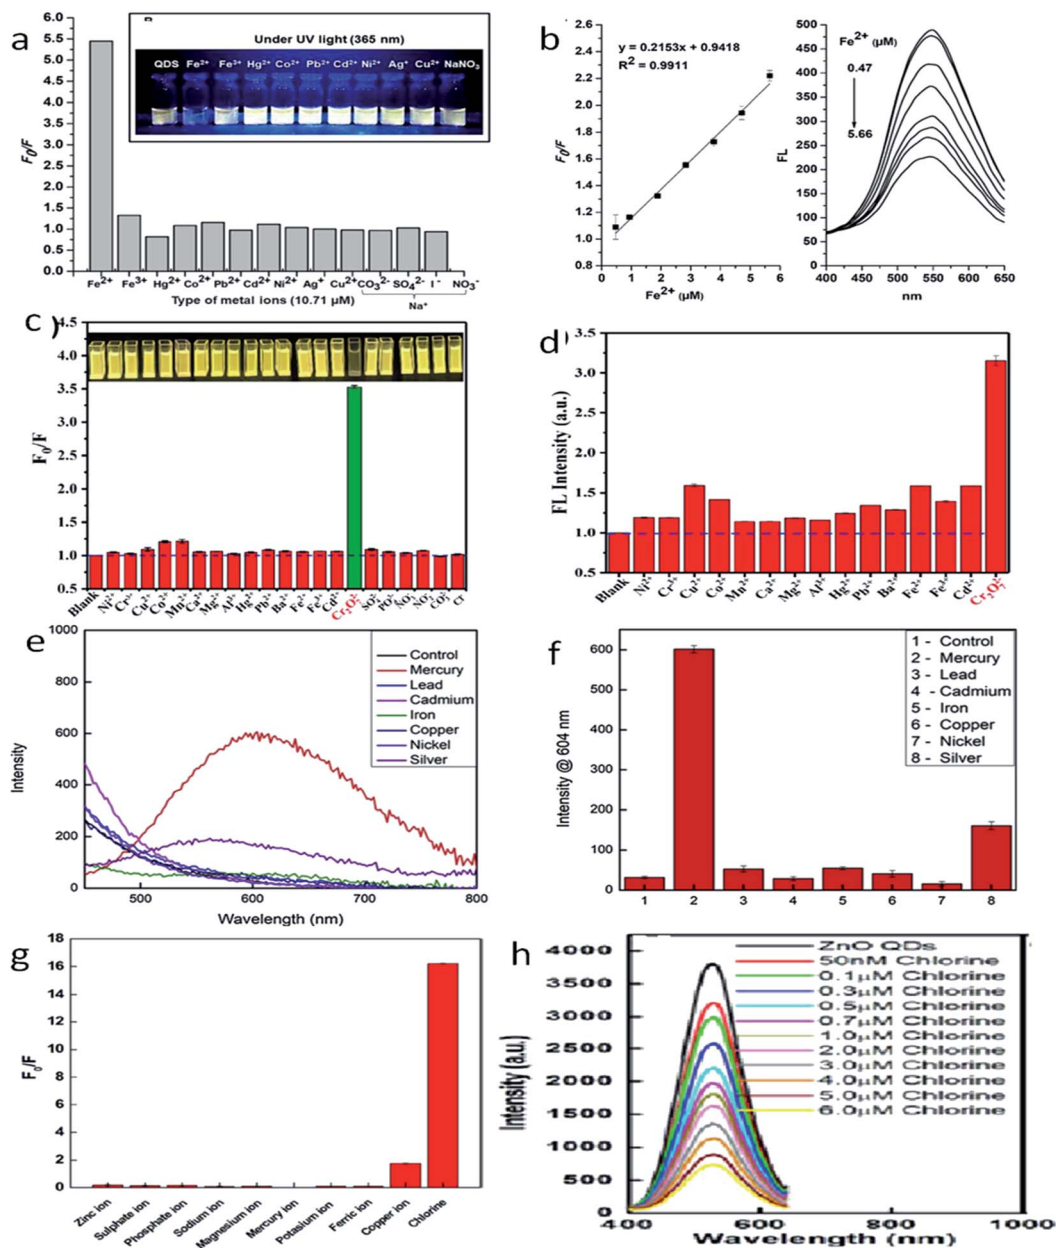 a
Under UV light (365 nm)
QDS Fe2+ Fe3+ Hg2+ Co2+ Pb2+ Cd2+ Ni2+ Ag+ Cu2+ NaNO3
6.0
5.5
5.0
4.5
4.0
3.5
3.0
2.5
2.0
1.5
1.0
0.5
0.0
F0/F
Fe2+ Fe3+ Hg2+ Co2+ Pb2+ Cd2+ Ni2+ Ag+ Cu2+ CO32- SO42- I- NO3-
Type of metal ions (10.71 µM)
Na+
b
y = 0.2153x + 0.9418
R2 = 0.9911
2.6
2.4
2.2
2.0
1.8
1.6
1.4
1.2
1.0
0.8
F0/F
0 1 2 3 4 5 6
Fe2+ (µM)
Fe2+ (µM)
0.47
5.66
500
450
400
350
300
250
200
150
100
50
0
FL
400 450 500 550 600 650
nm
c )
4.5
4.0
3.5
3.0
2.5
2.0
1.5
1.0
0.5
F0/F
Blank Ni2+ Cr3+ Cu2+ Co2+ Mn2+ Ca2+ Mg2+ Al3+ Hg2+ Pb2+ Ba2+ Fe2+ Fe3+ Cd2+ Cr2O72-
d
3.5
3.0
2.5
2.0
1.5
1.0
0.5
FL Intensity (a.u.)
Blank Ni2+ Cr3+ Cu2+ Co2+ Mn2+ Ca2+ Mg2+ Al3+ Hg2+ Pb2+ Ba2+ Fe2+ Fe3+ Cd2+ Cr2O72-
e
1000
800
600
400
200
0
Intensity
Control
Mercury
Lead
Cadmium
Iron
Copper
Nickel
Silver
500 600 700 800
Wavelength (nm)
f
600
500
400
300
200
100
0
Intensity @ 604 nm
1 - Control
2 - Mercury
3 - Lead
4 - Cadmium
5 - Iron
6 - Copper
7 - Nickel
8 - Silver
1 2 3 4 5 6 7 8
g
18
16
14
12
10
8
6
4
2
0
F0/F
Zinc ion
Sulphate ion
Phosphate ion
Sodium ion
Magnesium ion
Mercury ion
Potasium ion
Ferric ion
Copper ion
Chlorine
h
4000
3500
3000
2500
2000
1500
1000
500
0
Intensity (a.u.)
ZnO QDs
50nM Chlorine
0.1µM Chlorine
0.3µM Chlorine
0.5µM Chlorine
0.7µM Chlorine
1.0µM Chlorine
2.0µM Chlorine
3.0µM Chlorine
4.0µM Chlorine
5.0µM Chlorine
6.0µM Chlorine
400 600 800 1000
Wavelength (nm)